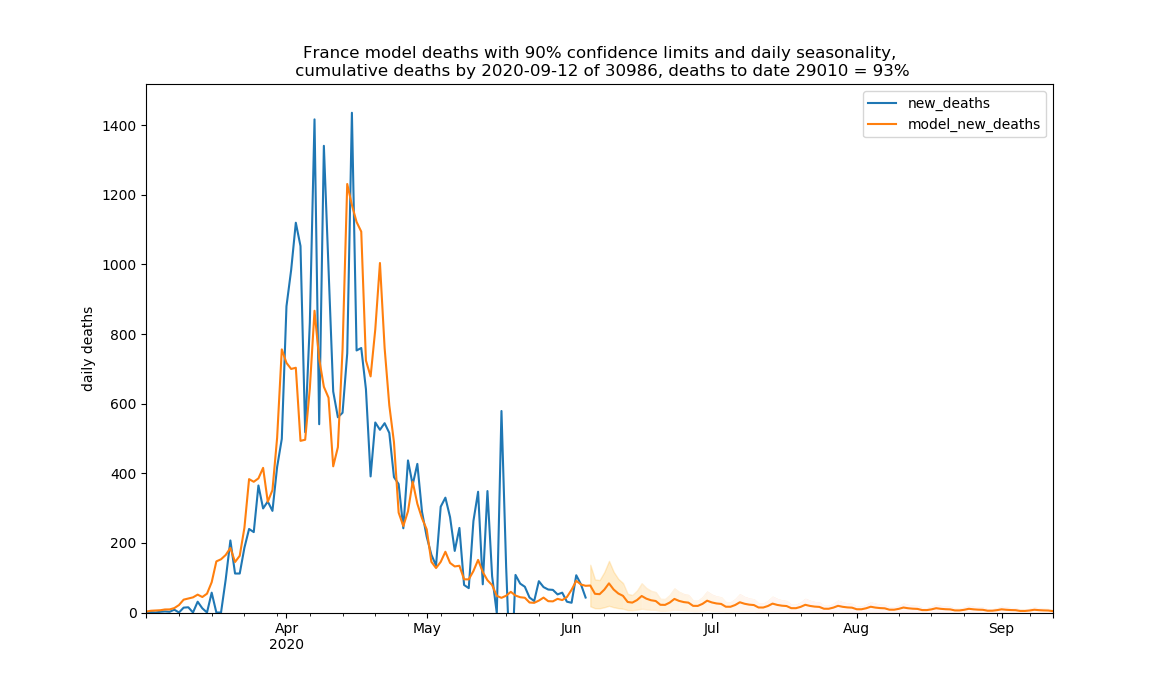 France model deaths with 90% confidence limits and daily seasonality,
cumulative deaths by 2020-09-12 of 30986, deaths to date 29010 = 93%
new_deaths
model_new_deaths
1400
1200
1000
800
600
400
200
0
daily deaths
Apr
2020
May
Jun
Jul
Aug
Sep